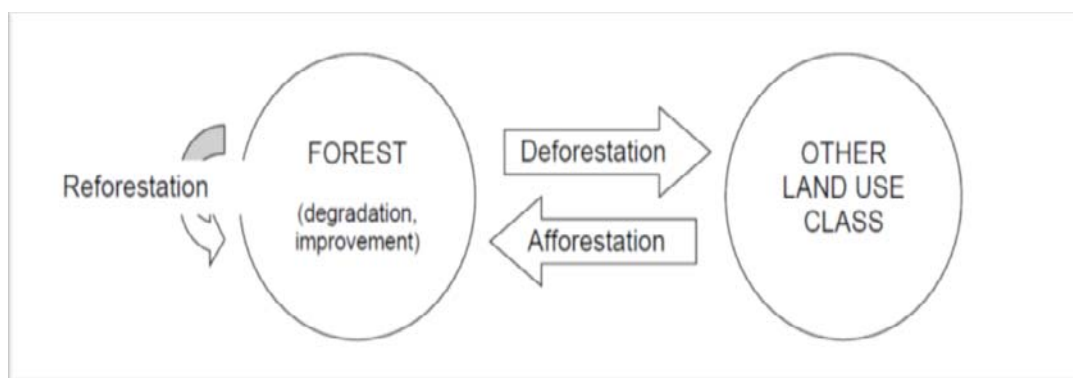 Reforestation
FOREST
(degradation,
improvement)
Deforestation
Afforestation
OTHER
LAND USE
CLASS